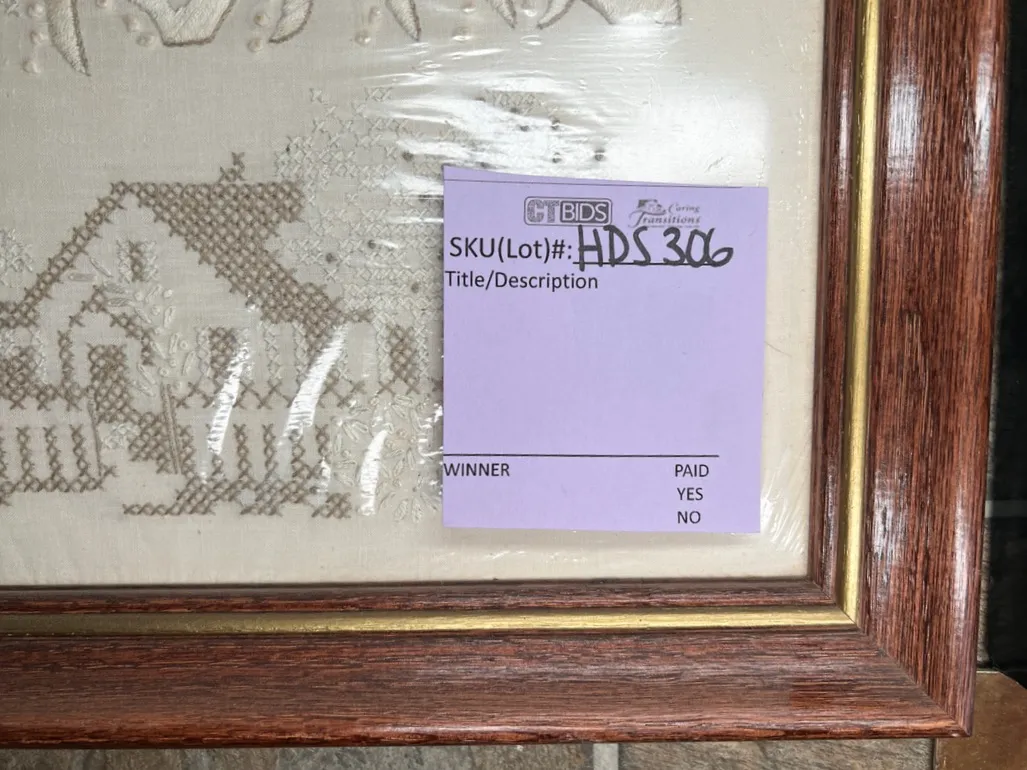 CTBIDS Caring Transitions
SKU(Lot)#: HDS 306
Title/Description
WINNER PAID
YES
NO